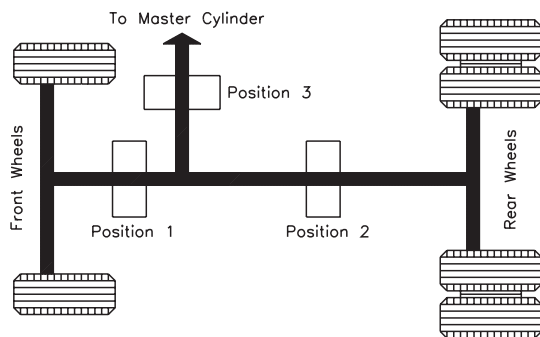 To Master Cylinder
Position 3
Front Wheels
Rear Wheels
Position 1
Position 2